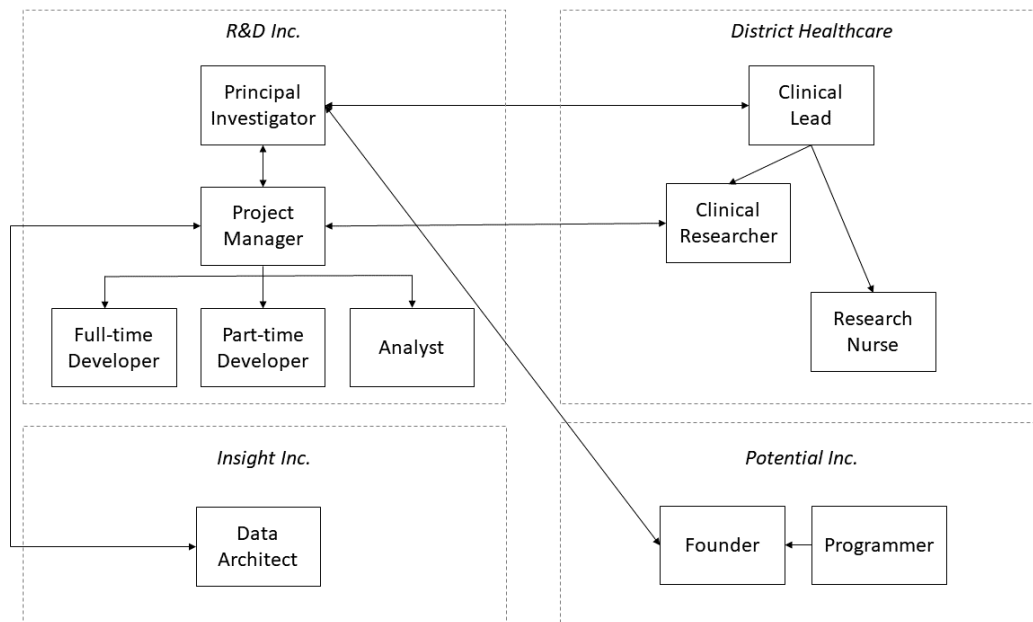 R&D Inc.
Principal
Investigator
Project
Manager
Full-time
Developer
Part-time
Developer
Analyst
District Healthcare
Clinical
Lead
Clinical
Researcher
Research
Nurse
Insight Inc.
Data
Architect
Potential Inc.
Founder
Programmer